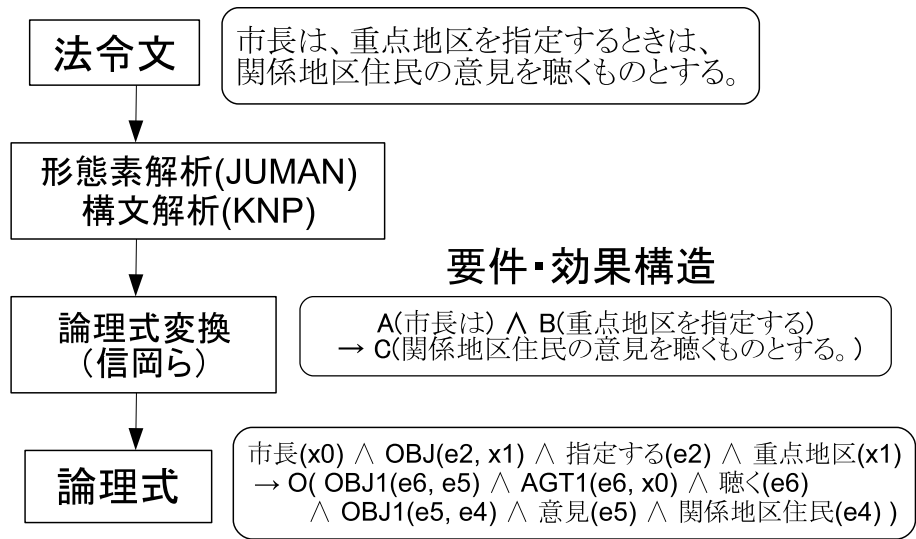 法令文
市長は、重点地区を指定するときは、
関係地区住民の意見を聴くものとする。
形態素解析(JUMAN)
構文解析(KNP)
要件・効果構造
論理式変換
(信岡ら)
A(市長は) ∧ B(重点地区を指定する)
→ C(関係地区住民の意見を聴くものとする。)
論理式
市長(x0) ∧ OBJ(e2, x1) ∧ 指定する(e2) ∧ 重点地区(x1)
→ O( OBJ1(e6, e5) ∧ AGT1(e6, x0) ∧ 聴く(e6)
∧ OBJ1(e5, e4) ∧ 意見(e5) ∧ 関係地区住民(e4) )